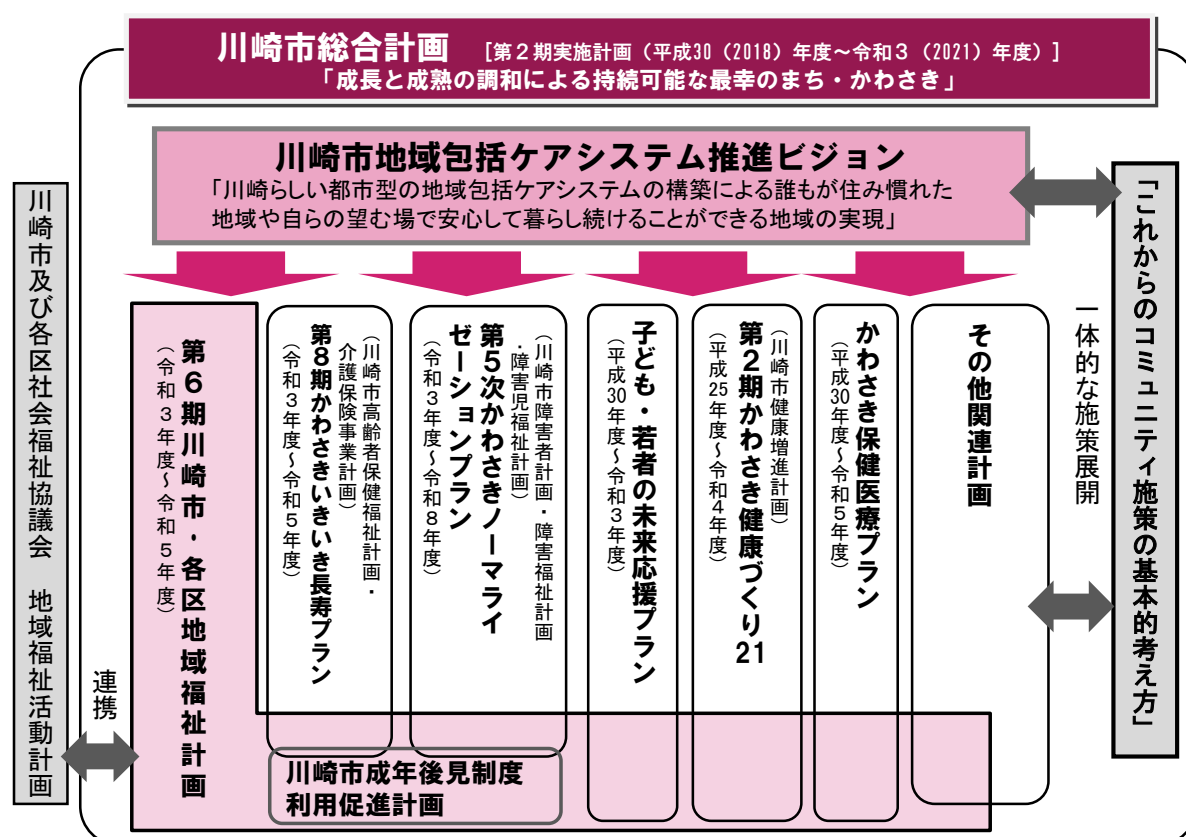 川崎市総合計画 [第2期実施計画（平成30（2018）年度～令和3（2021）年度）]
「成長と成熟の調和による持続可能な最幸のまち・かわさき」
川崎市地域包括ケアシステム推進ビジョン
「川崎らしい都市型の地域包括ケアシステムの構築による誰もが住み慣れた
地域や自らの望む場で安心して暮らし続けることができる地域の実現」
川崎市及び各区社会福祉協議会 地域福祉活動計画
連携
第6期川崎市・各区地域福祉計画
（令和3年度～令和5年度）
（川崎市高齢者保健福祉計画・
介護保険事業計画）
第8期かわさきいきいき長寿プラン
（令和3年度～令和5年度）
（川崎市障害者計画・障害福祉計画
・障害児福祉計画）
第5次かわさきノーマライ
ゼーションプラン
（令和3年度～令和8年度）
子ども・若者の未来応援プラン
（平成30年度～令和3年度）
（川崎市健康増進計画）
第2期かわさき健康づくり21
（平成25年度～令和4年度）
かわさき保健医療プラン
（平成30年度～令和5年度）
その他関連計画
一体的な施策展開
「これからのコミュニティ施策の基本的考え方」
川崎市成年後見制度
利用促進計画